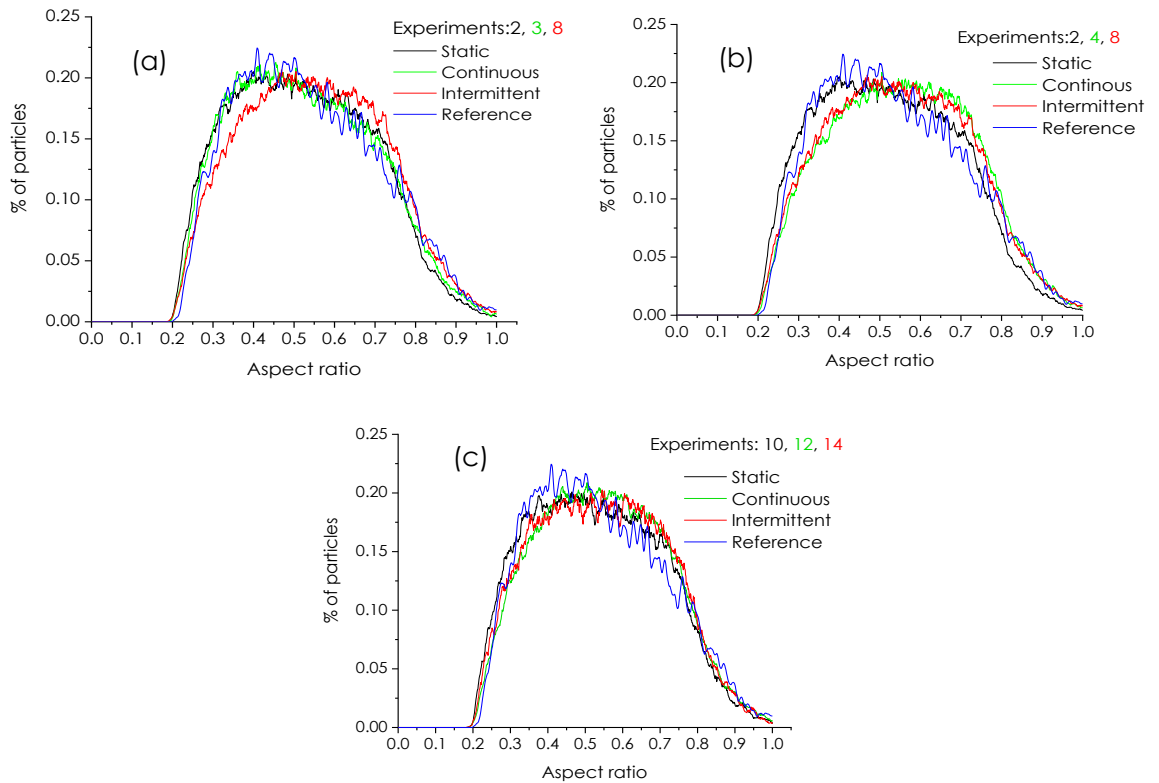 (a)
Experiments:2, 3, 8
Static
Continuous
Intermittent
Reference
% of particles
0.25
0.20
0.15
0.10
0.05
0.00
0.0 0.1 0.2 0.3 0.4 0.5 0.6 0.7 0.8 0.9 1.0
Aspect ratio
(b)
Experiments:2, 4, 8
Static
Continous
Intermittent
Reference
% of particles
0.25
0.20
0.15
0.10
0.05
0.00
0.0 0.1 0.2 0.3 0.4 0.5 0.6 0.7 0.8 0.9 1.0
Aspect ratio
(c)
Experiments: 10, 12, 14
Static
Continuous
Intermittent
Reference
% of particles
0.25
0.20
0.15
0.10
0.05
0.00
0.0 0.1 0.2 0.3 0.4 0.5 0.6 0.7 0.8 0.9 1.0
Aspect ratio